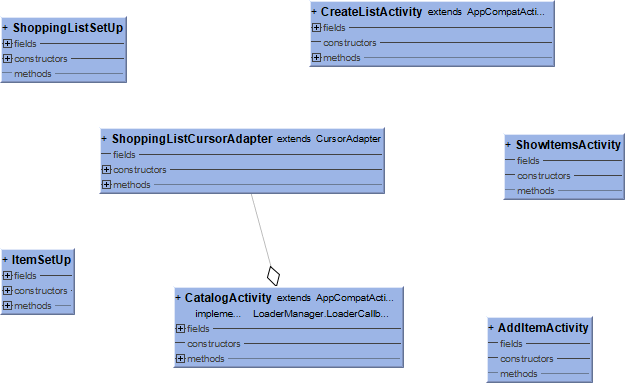 + ShoppingListSetUp
fields
constructors
methods
+ CreateListActivity extends AppCompatActi...
fields
constructors
methods
+ ShoppingListCursorAdapter extends CursorAdapter
fields
constructors
methods
+ ShowItemsActivity
fields
constructors
methods
+ ItemSetUp
fields
constructors
methods
+ CatalogActivity extends AppCompatActi...
impleme... LoaderManager.LoaderCallb...
fields
constructors
methods
+ AddItemActivity
fields
constructors
methods